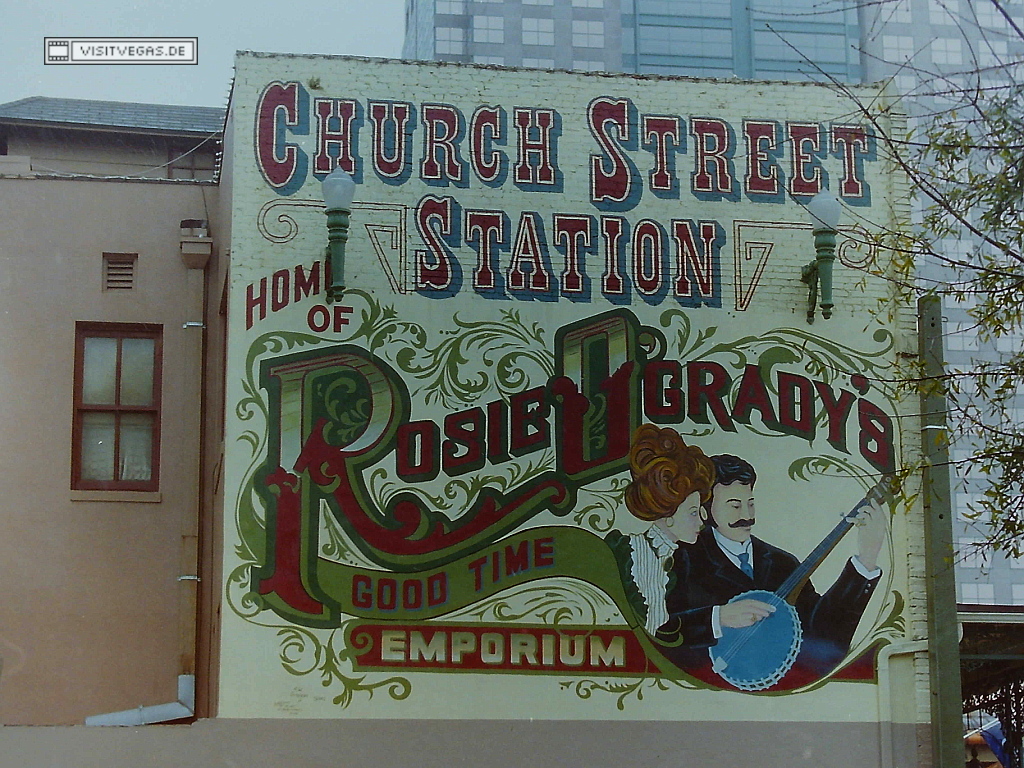 VISITVEGAS.DE
CHURCH STREET
STATION
HOME
OF
ROSIE O'GRADY'S
GOOD TIME
EMPORIUM